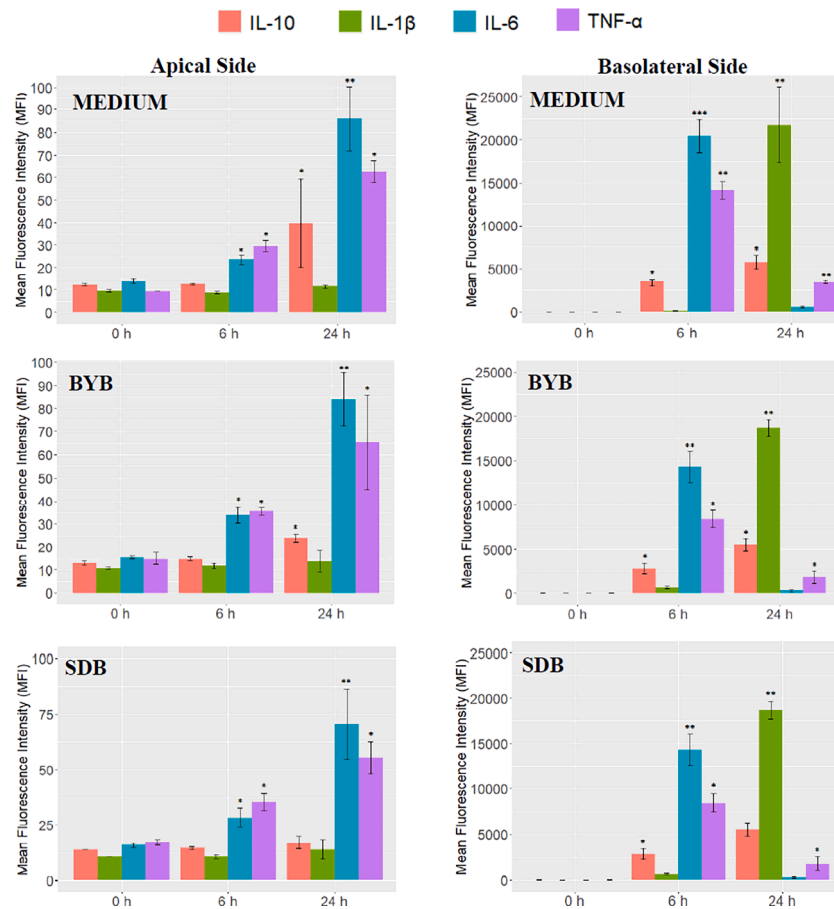 IL-10 IL-1β IL-6 TNF-α
Apical Side
Basolateral Side
MEDIUM
Mean Fluorescence Intensity (MFI)
100
90
80
70
60
50
40
30
20
10
0
* * * ** *
0 h 6 h 24 h
MEDIUM
Mean Fluorescence Intensity (MFI)
25000
20000
15000
10000
5000
0
* *** ** * ** **
0 h 6 h 24 h
BYB
Mean Fluorescence Intensity (MFI)
100
90
80
70
60
50
40
30
20
10
0
* * * ** *
0 h 6 h 24 h
BYB
Mean Fluorescence Intensity (MFI)
25000
20000
15000
10000
5000
0
* ** * * ** *
0 h 6 h 24 h
SDB
Mean Fluorescence Intensity (MFI)
100
75
50
25
0
* * ** *
0 h 6 h 24 h
SDB
Mean Fluorescence Intensity (MFI)
25000
20000
15000
10000
5000
0
* ** * ** *
0 h 6 h 24 h